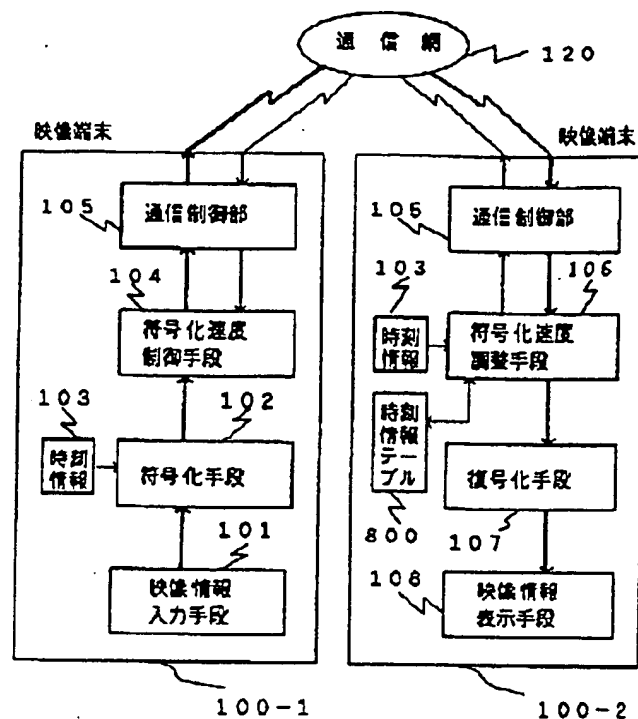 通信網
120
映像端末
105
通信制御部
104
符号化速度
制御手段
103
時刻
情報
102
符号化手段
101
映像情報
入力手段
100-1
映像端末
105
通信制御部
103
時刻
情報
106
符号化速度
調整手段
時刻
情報
テー
ブル
800
復号化手段
107
108
映像情報
表示手段
100-2